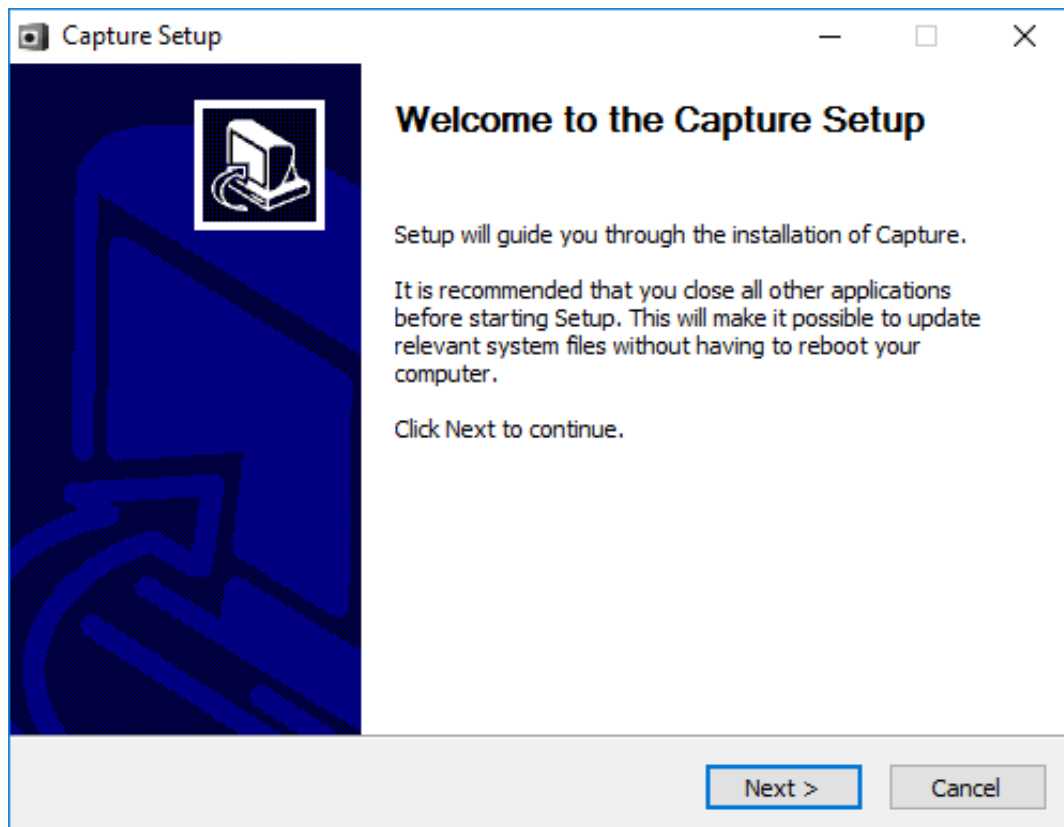 Capture Setup
Welcome to the Capture Setup
Setup will guide you through the installation of Capture.
It is recommended that you close all other applications
before starting Setup. This will make it possible to update
relevant system files without having to reboot your
computer.
Click Next to continue.
Next >
Cancel